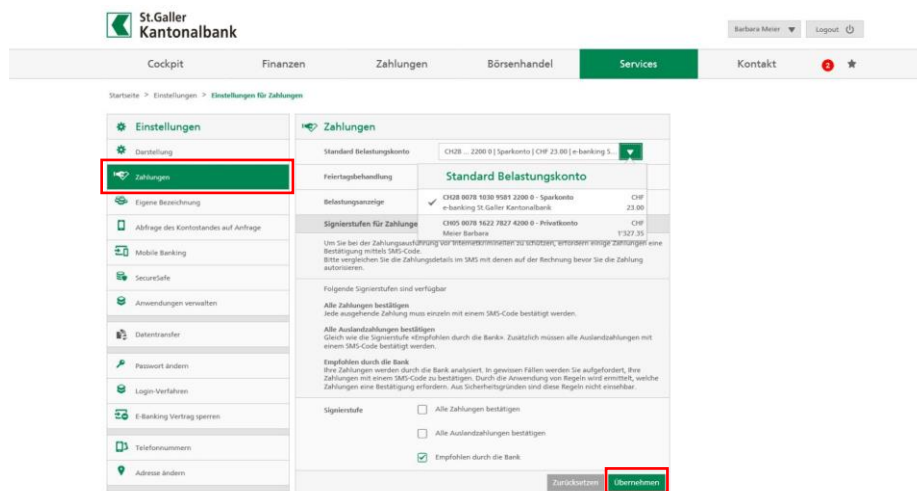 St.Galler
Kantonalbank
Barbara Meier
Logout
Cockpit
Finanzen
Zahlungen
Börsenhandel
Services
Kontakt
2
Startseite > Einstellungen > Einstellungen für Zahlungen
Einstellungen
Darstellung
Zahlungen
Eigene Bezeichnung
Abfrage des Kontostandes auf Anfrage
Mobile Banking
SecureSafe
Anwendungen verwalten
Datentransfer
Passwort ändern
Login-Verfahren
E-Banking Vertrag sperren
Telefonnummern
Adresse ändern
Zahlungen
Standard Belastungskonto
CH28 ... 2200 0 | Sparkonto | CHF 23.00 | e-banking S...
Feiertagsbehandlung
Belastungsanzeige
Standard Belastungskonto
CH28 0078 1030 9581 2200 0 - Sparkonto CHF
e-banking St.Galler Kantonalbank 23.00
CH05 0078 1622 7827 4200 0 - Privatkonto CHF
Meier Barbara 1'327.35
Signierstufen für Zahlunge
Um Sie bei der Zahlungsausführung vor Internetkriminellen zu schützen, erfordern einige Zahlungen eine
Bestätigung mittels SMS-Code.
Bitte vergleichen Sie die Zahlungsdetails im SMS mit denen auf der Rechnung bevor Sie die Zahlung
autorisieren.
Folgende Signierstufen sind verfügbar
Alle Zahlungen bestätigen
Jede ausgehende Zahlung muss einzeln mit einem SMS-Code bestätigt werden.
Alle Auslandzahlungen bestätigen
Gleich wie die Signierstufe «Empfohlen durch die Bank». Zusätzlich müssen alle Auslandzahlungen mit
einem SMS-Code bestätigt werden.
Empfohlen durch die Bank
Ihre Zahlungen werden durch die Bank analysiert. In gewissen Fällen werden Sie aufgefordert, Ihre
Zahlungen mit einem SMS-Code zu bestätigen. Durch die Anwendung von Regeln wird ermittelt, welche
Zahlungen eine Bestätigung erfordern. Aus Sicherheitsgründen sind diese Regeln nicht einsehbar.
Signierstufe
Alle Zahlungen bestätigen
Alle Auslandzahlungen bestätigen
Empfohlen durch die Bank
Zurücksetzen
Übernehmen